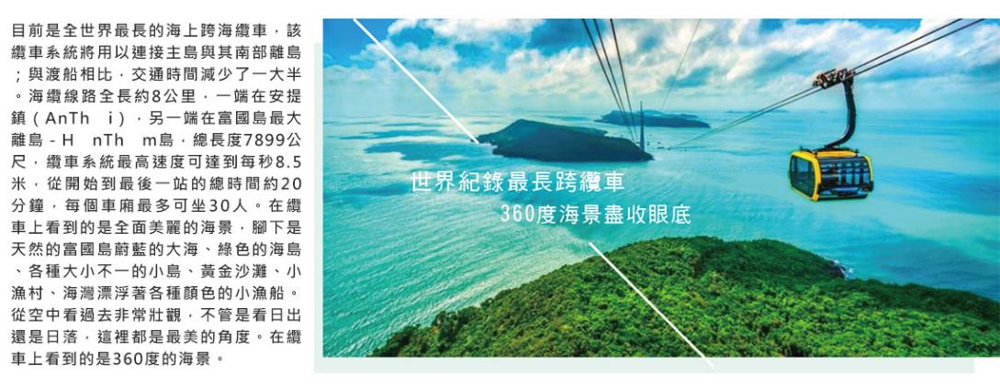 目前是全世界最長的海上跨海纜車，該
纜車系統將用以連接主島與其南部離島
；與渡船相比，交通時間減少了一大半
。海纜線路全長約8公里，一端在安提
鎮（AnTh　i），另一端在富國島最大
離島－H　nTh　m島，總長度7899公
尺，纜車系統最高速度可達到每秒8.5
米，從開始到最後一站的總時間約20
分鐘，每個車廂最多可坐30人。在纜
車上看到的是全面美麗的海景，腳下是
天然的富國島蔚藍的大海、綠色的海島
、各種大小不一的小島、黃金沙灘、小
漁村、海灣漂浮著各種顏色的小漁船。
從空中看過去非常壯觀，不管是看日出
還是日落，這裡都是最美的角度。在纜
車上看到的是360度的海景。
世界紀錄最長跨纜車
360度海景盡收眼底